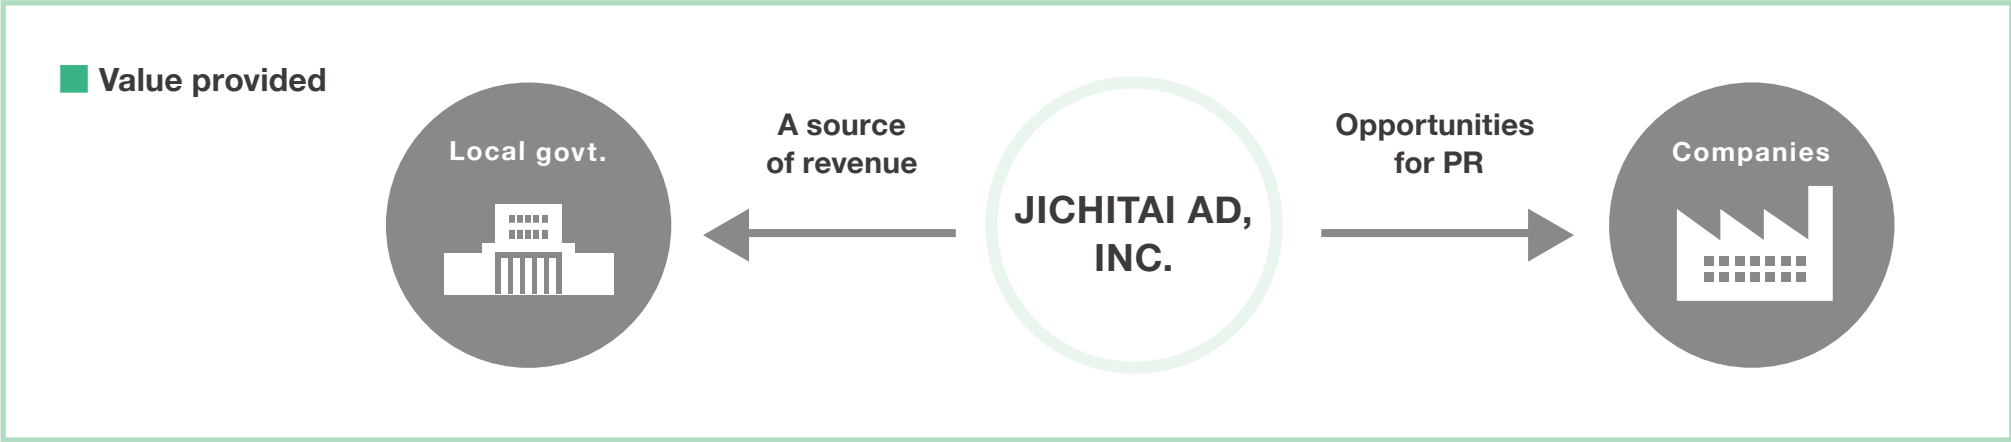 Value provided
Local govt.
A source
of revenue
JICHITAI AD,
INC.
Opportunities
for PR
Companies